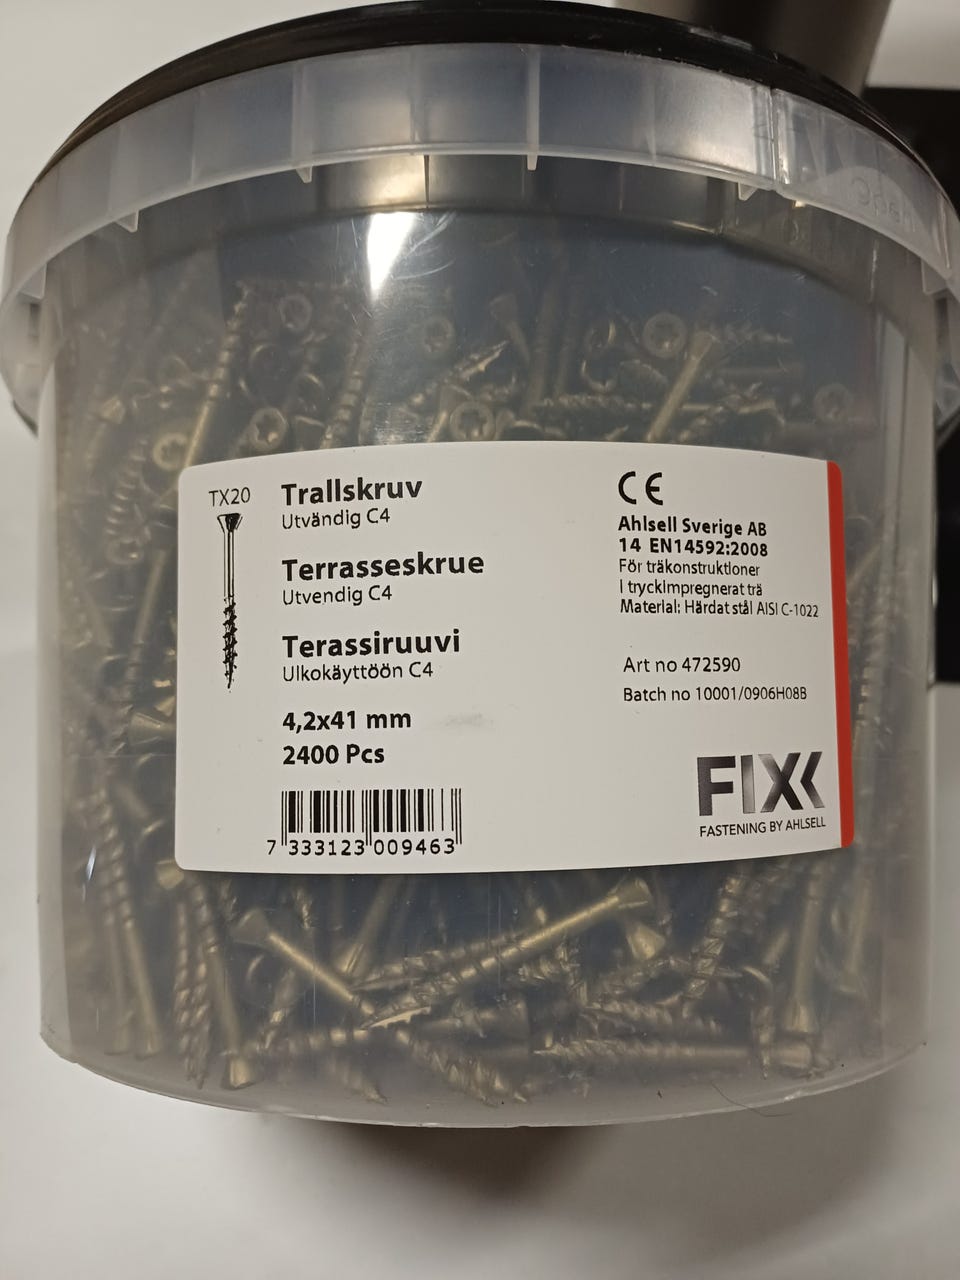 TX20
Trallskruv
Utvändig C4
Terrasseskrue
Utvendig C4
Terassiruuvi
Ulkokäyttöön C4
4,2x41 mm
2400 Pcs
7 333123 009463
CE
Ahlsell Sverige AB
14 EN14592:2008
För träkonstruktioner
I tryckimpregnerat trä
Material: Härdat stål AISI C-1022
Art no 472590
Batch no 10001/0906H08B
FIXX
FASTENING BY AHLSELL